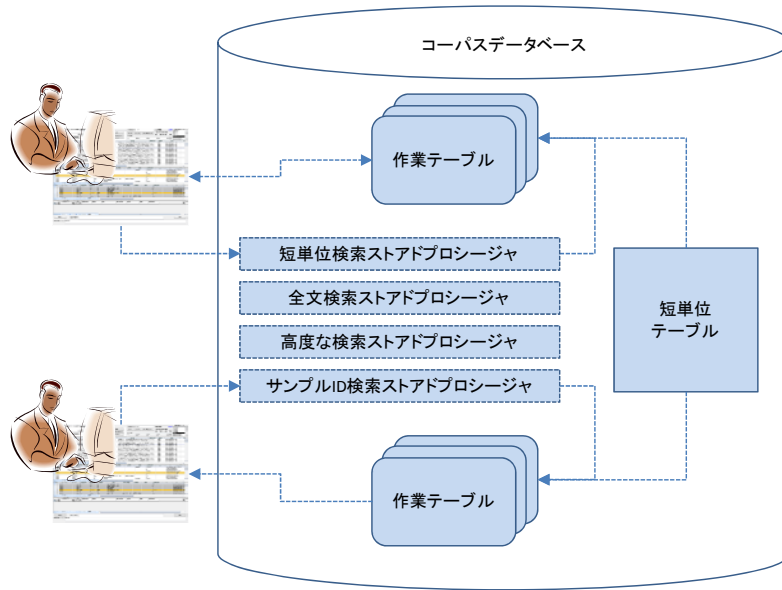 コーパスデータベース
作業テーブル
短単位検索ストアドプロシージャ
全文検索ストアドプロシージャ
高度な検索ストアドプロシージャ
サンプルID検索ストアドプロシージャ
短単位
テーブル
作業テーブル